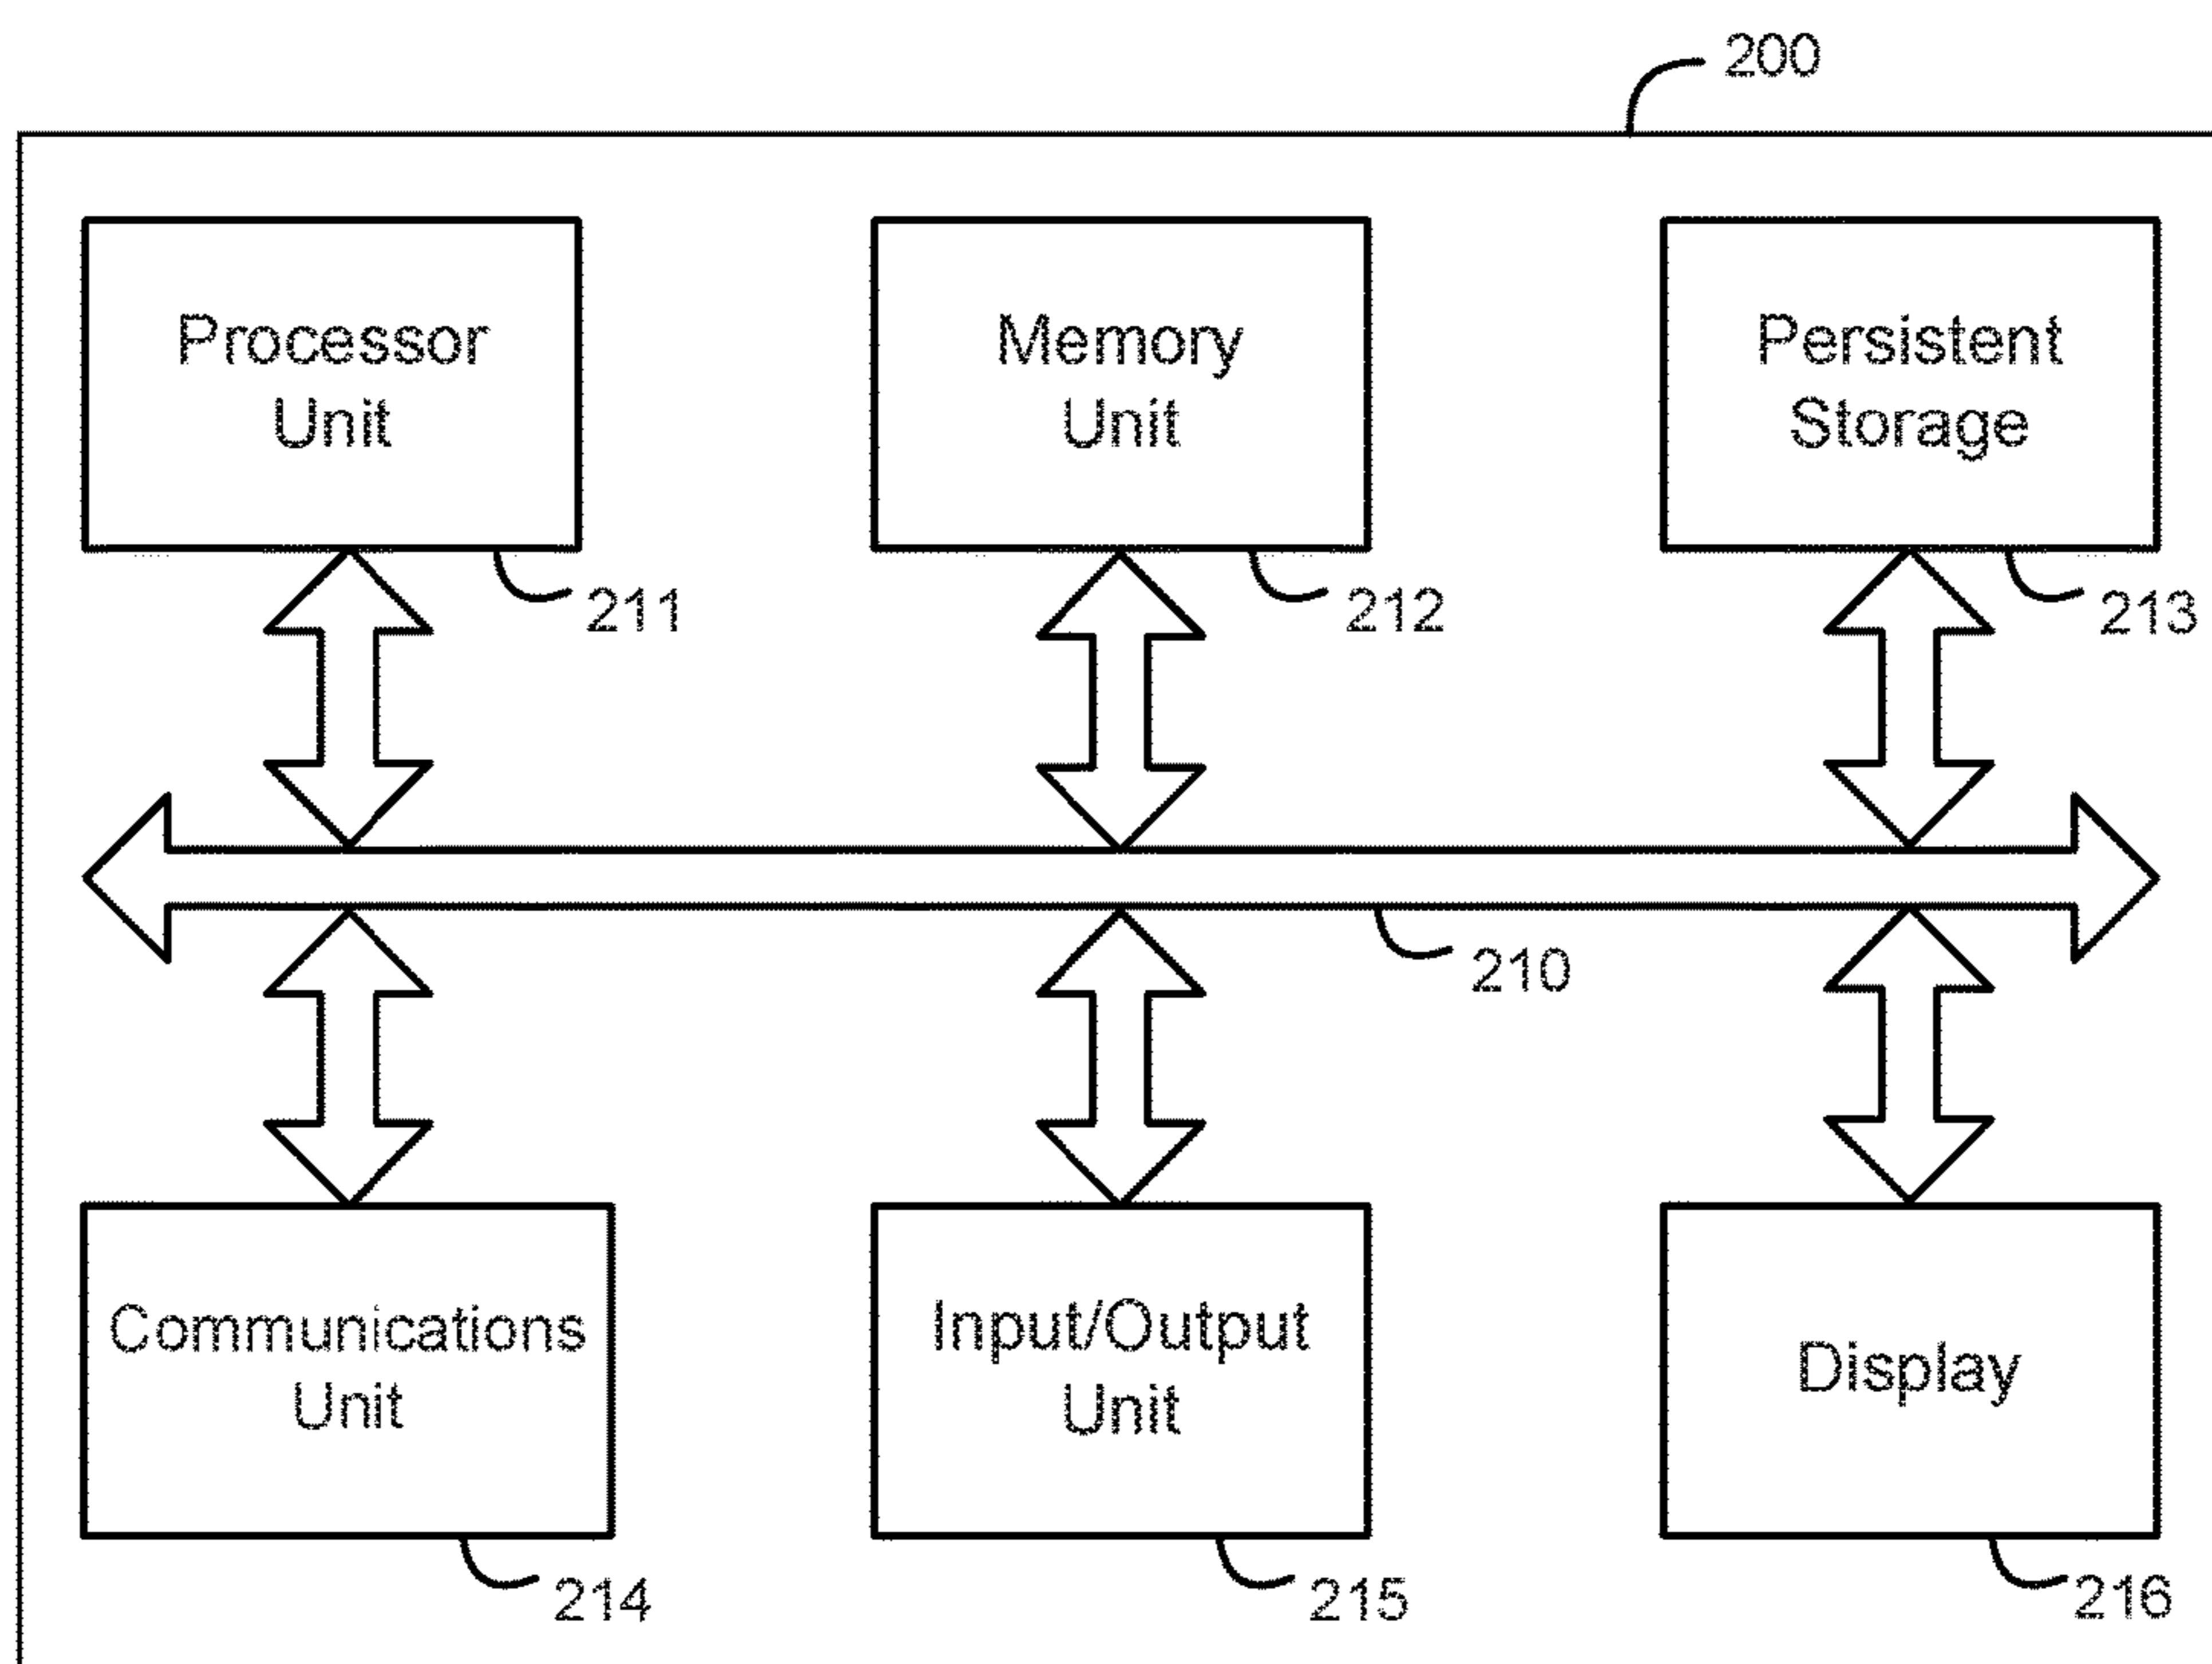 200
Processor
Unit
Memory
Unit
Persistent
Storage
211
212
213
210
Communications
Unit
Input/Output
Unit
Display
214
215
216